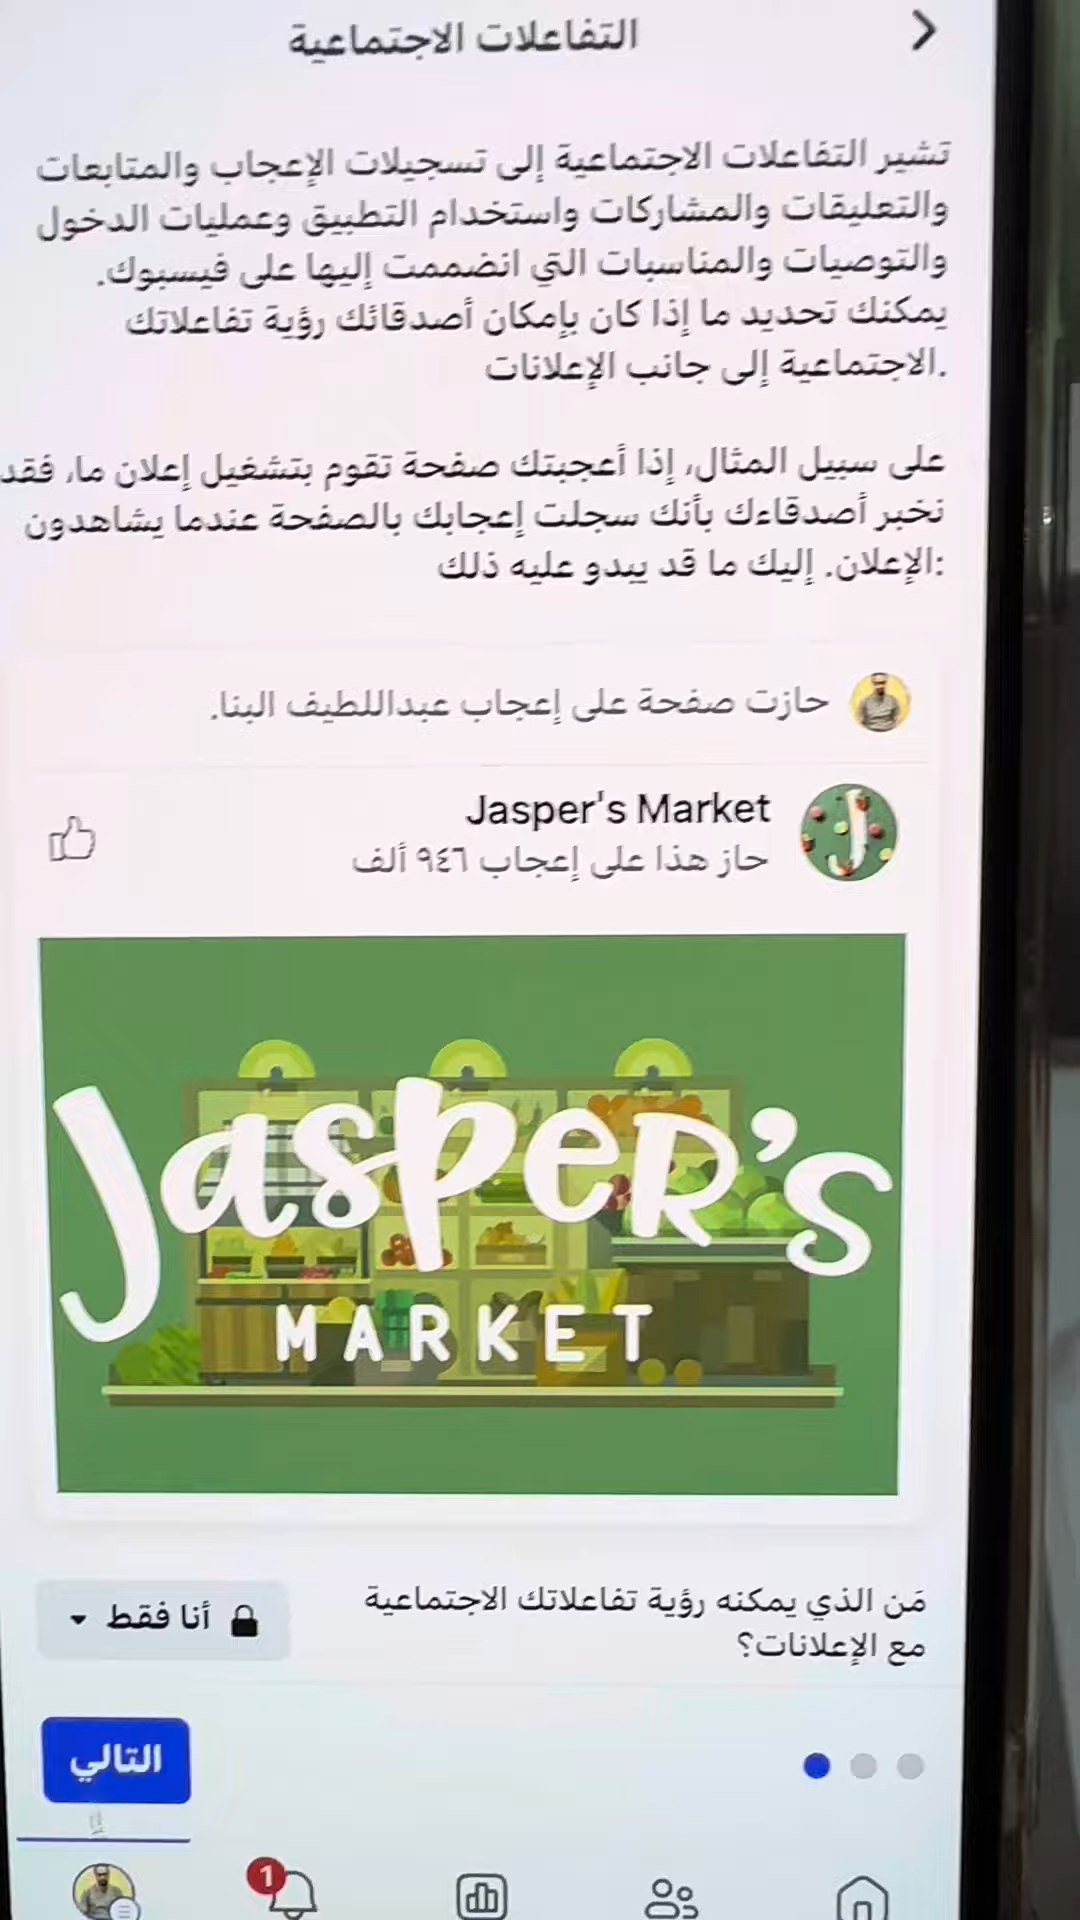 التفاعلات الاجتماعية
تشير التفاعلات الاجتماعية إلى تسجيلات الإعجاب والمتابعات
والتعليقات والمشاركات واستخدام التطبيق وعمليات الدخول
والتوصيات والمناسبات التي انضممت إليها على فيسبوك.
يمكنك تحديد ما إذا كان بإمكان أصدقائك رؤية تفاعلاتك
الاجتماعية إلى جانب الإعلانات.
على سبيل المثال، إذا أعجبتك صفحة تقوم بتشغيل إعلان ما، فقد
نخبر أصدقاءك بأنك سجلت إعجابك بالصفحة عندما يشاهدون
الإعلان. إليك ما قد يبدو عليه ذلك:
حازت صفحة على إعجاب عبداللطيف البنا.
Jasper's Market
حاز هذا على إعجاب ٩٤٦ ألف
Jasper's
MARKET
مَن الذي يمكنه رؤية تفاعلاتك الاجتماعية
مع الإعلانات؟
أنا فقط
التالي
1